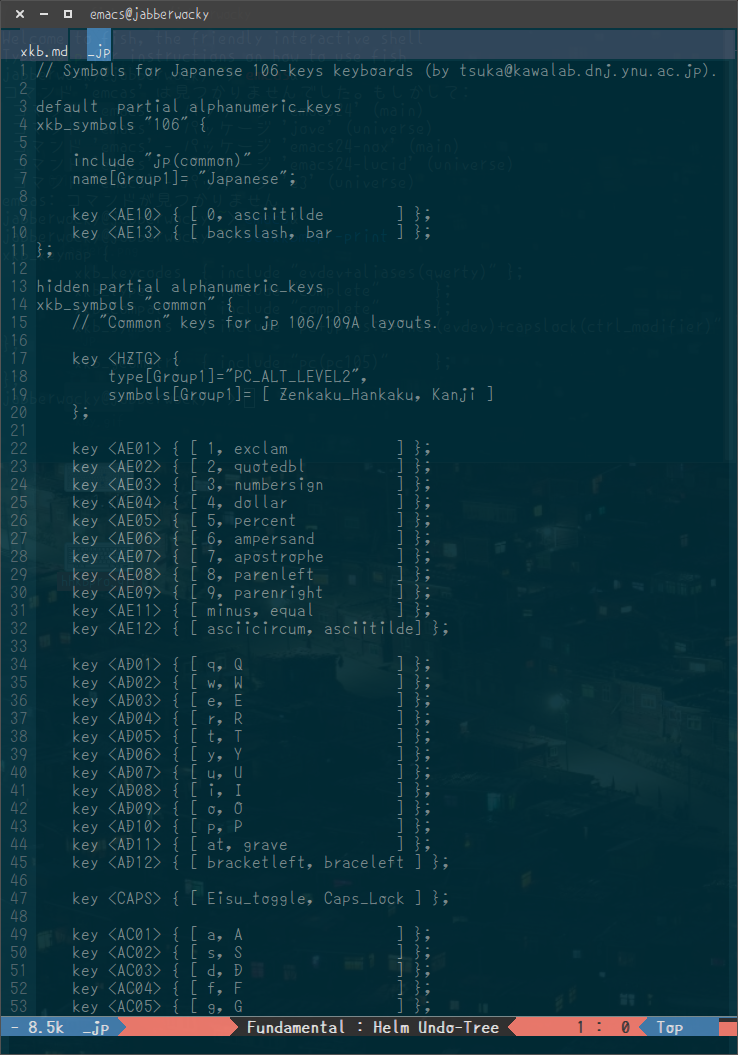 emacs@jabberwocky
xkb.md _jp
1 // Symbols for Japanese 106-keys keyboards (by tsuka@kawalab.dnj.ynu.ac.jp).
2
3 default  partial alphanumeric_keys
4 xkb_symbols "106" {
5
6     include "jp(common)"
7     name[Group1]= "Japanese";
8
9     key <AE10> { [ 0, asciitilde        ] };
10     key <AE13> { [ backslash, bar       ] };
11 };
12
13 hidden partial alphanumeric_keys
14 xkb_symbols "common" {
15     // "Common" keys for jp 106/109A layouts.
16
17     key <HZTG> {
18         type[Group1]="PC_ALT_LEVEL2",
19         symbols[Group1]= [ Zenkaku_Hankaku, Kanji ]
20     };
21
22     key <AE01> { [ 1, exclam            ] };
23     key <AE02> { [ 2, quotedbl          ] };
24     key <AE03> { [ 3, numbersign        ] };
25     key <AE04> { [ 4, dollar            ] };
26     key <AE05> { [ 5, percent           ] };
27     key <AE06> { [ 6, ampersand         ] };
28     key <AE07> { [ 7, apostrophe        ] };
29     key <AE08> { [ 8, parenleft         ] };
30     key <AE09> { [ 9, parenright        ] };
31     key <AE11> { [ minus, equal         ] };
32     key <AE12> { [ asciicircum, asciitilde] };
33
34     key <AD01> { [ q, Q                 ] };
35     key <AD02> { [ w, W                 ] };
36     key <AD03> { [ e, E                 ] };
37     key <AD04> { [ r, R                 ] };
38     key <AD05> { [ t, T                 ] };
39     key <AD06> { [ y, Y                 ] };
40     key <AD07> { [ u, U                 ] };
41     key <AD08> { [ i, I                 ] };
42     key <AD09> { [ o, O                 ] };
43     key <AD10> { [ p, P                 ] };
44     key <AD11> { [ at, grave            ] };
45     key <AD12> { [ bracketleft, braceleft ] };
46
47     key <CAPS> { [ Eisu_toggle, Caps_Lock ] };
48
49     key <AC01> { [ a, A                 ] };
50     key <AC02> { [ s, S                 ] };
51     key <AC03> { [ d, D                 ] };
52     key <AC04> { [ f, F                 ] };
53     key <AC05> { [ g, G                 ] };
- 8.5k _jp Fundamental : Helm Undo-Tree 1 : 0 Top